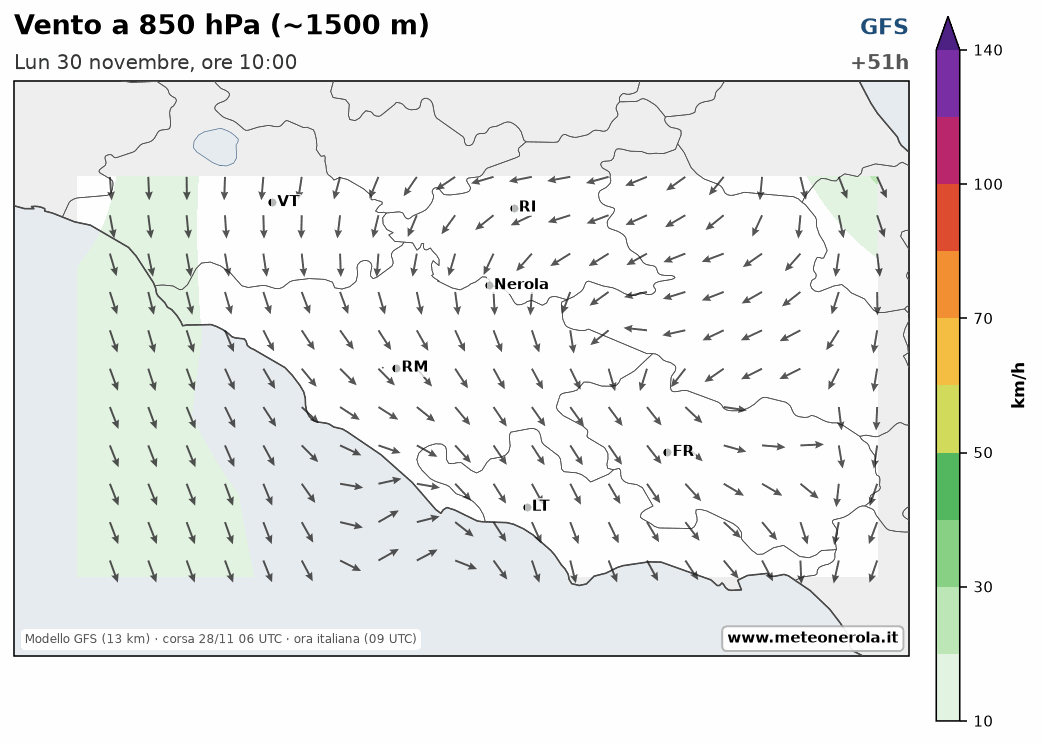 Vento a 850 hPa (~1500 m)
GFS
Lun 30 novembre, ore 10:00
+51h
140
100
70
50
30
10
km/h
VT
RI
Nerola
RM
FR
LT
Modello GFS (13 km) · corsa 28/11 06 UTC · ora italiana (09 UTC)
www.meteonerola.it